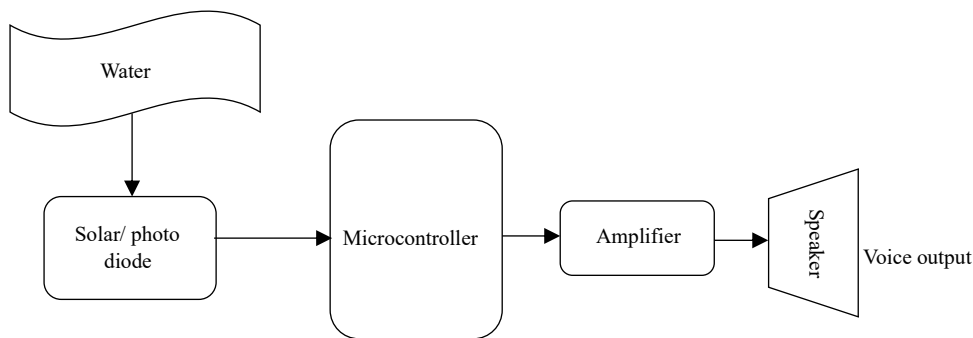 Water
Solar/ photo
diode
Microcontroller
Amplifier
Speaker
Voice output